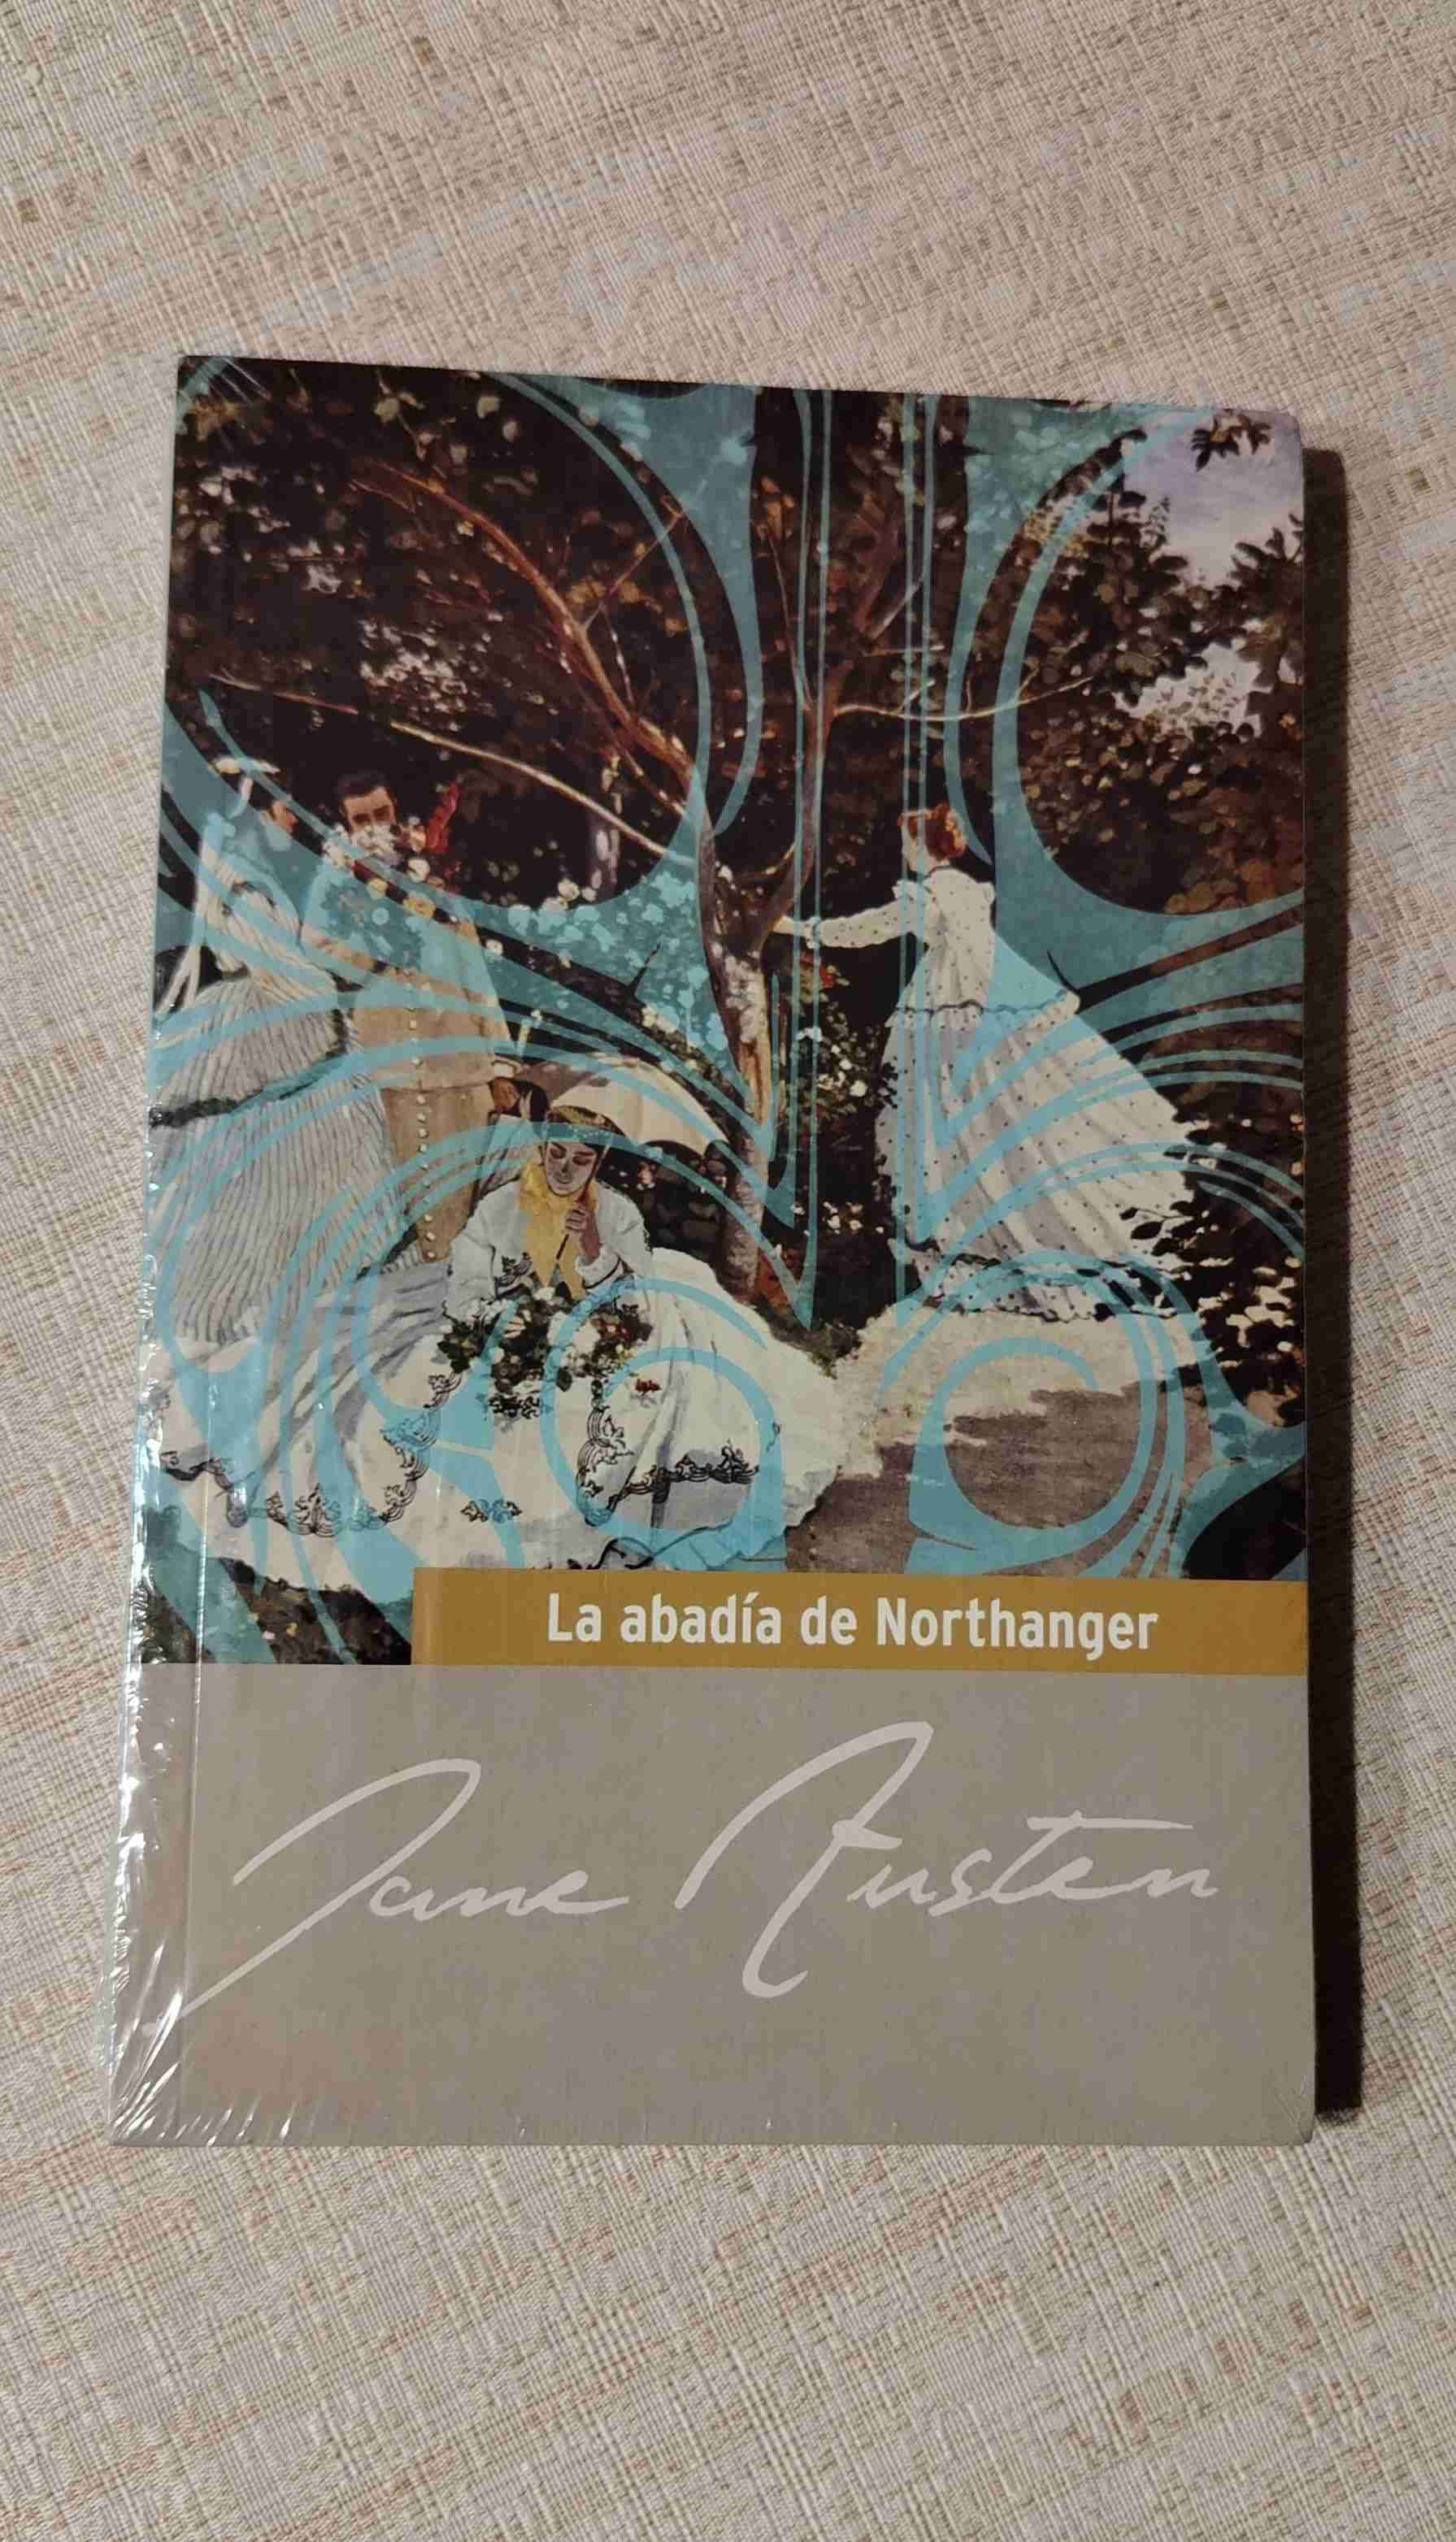 La abadía de Northanger
Jane Austen